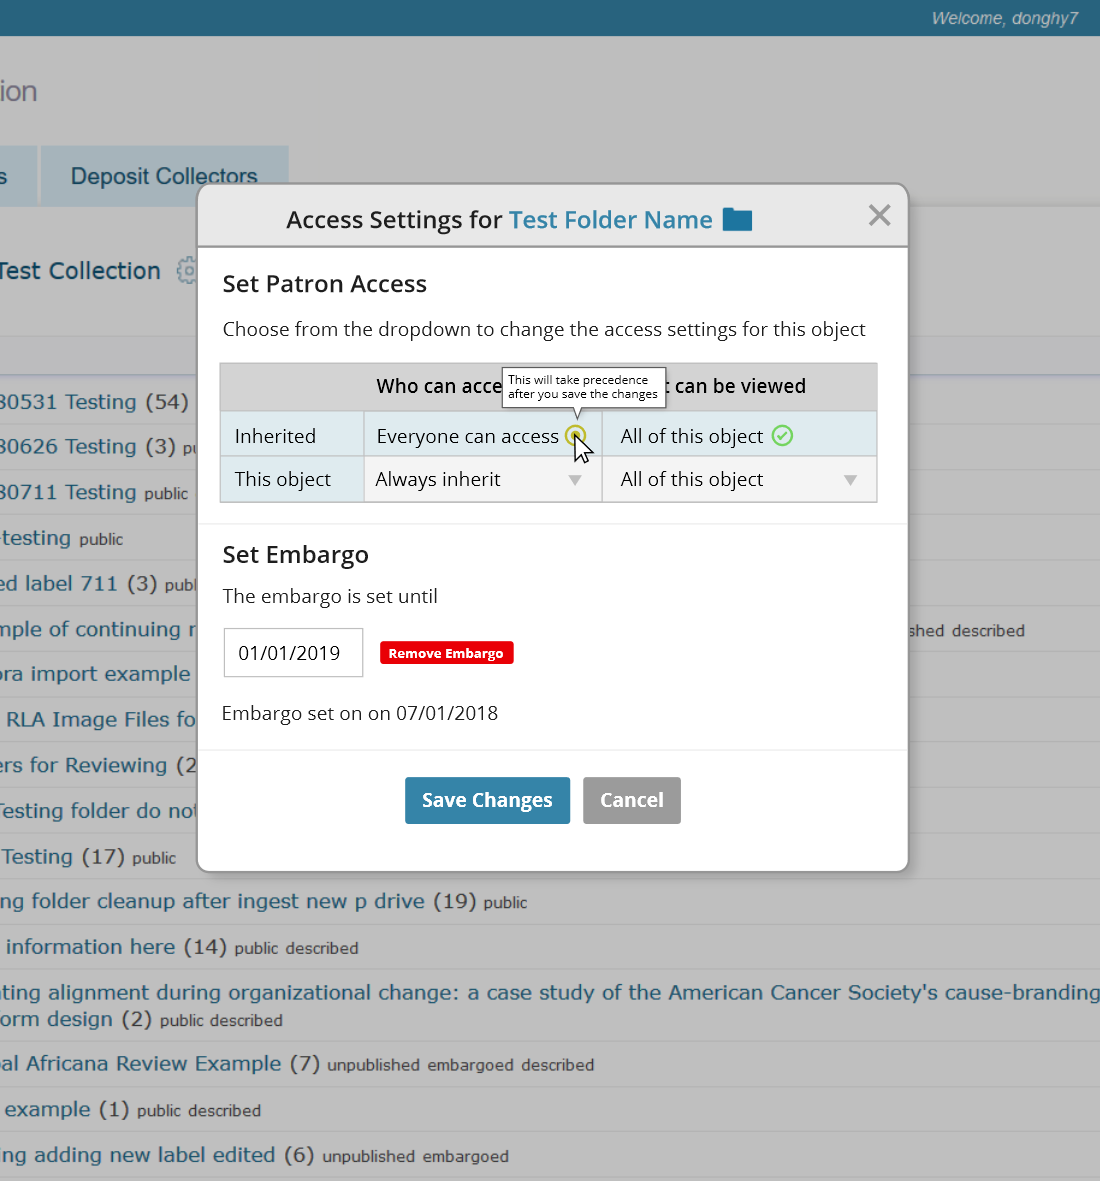 Welcome, donghy7
ion
s
Deposit Collectors
Access Settings for Test Folder Name
Test Collection
Set Patron Access
Choose from the dropdown to change the access settings for this object
This will take precedence
after you save the changes
Who can acce
t can be viewed
Inherited Everyone can access All of this object
This object Always inherit All of this object
Set Embargo
The embargo is set until
01/01/2019 Remove Embargo
Embargo set on on 07/01/2018
Save Changes Cancel
80531 Testing (54)
80626 Testing (3) pu
80711 Testing public
-testing public
ed label 711 (3) publ
mple of continuing r
shed described
ora import example
RLA Image Files fo
ers for Reviewing (2
Testing folder do not
Testing (17) public
ng folder cleanup after ingest new p drive (19) public
information here (14) public described
ating alignment during organizational change: a case study of the American Cancer Society's cause-branding
orm design (2) public described
bal Africana Review Example (7) unpublished embargoed described
example (1) public described
ing adding new label edited (6) unpublished embargoed